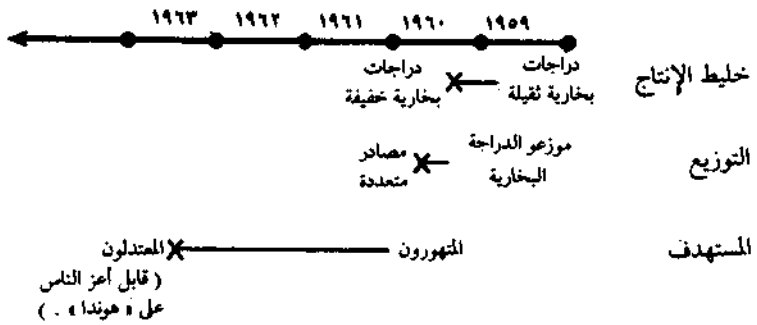 ١٩٥٩ ١٩٦٠ ١٩٦١ ١٩٦٢ ١٩٦٣
خليط الإنتاج
دراجات
بخارية ثقيلة
دراجات
بخارية خفيفة
التوزيع
موزعو الدراجة
البخارية
مصادر
متعددة
المستهدف
المتهورون
المعتدلون
( قابل أعز الناس
على « هوندا » . )